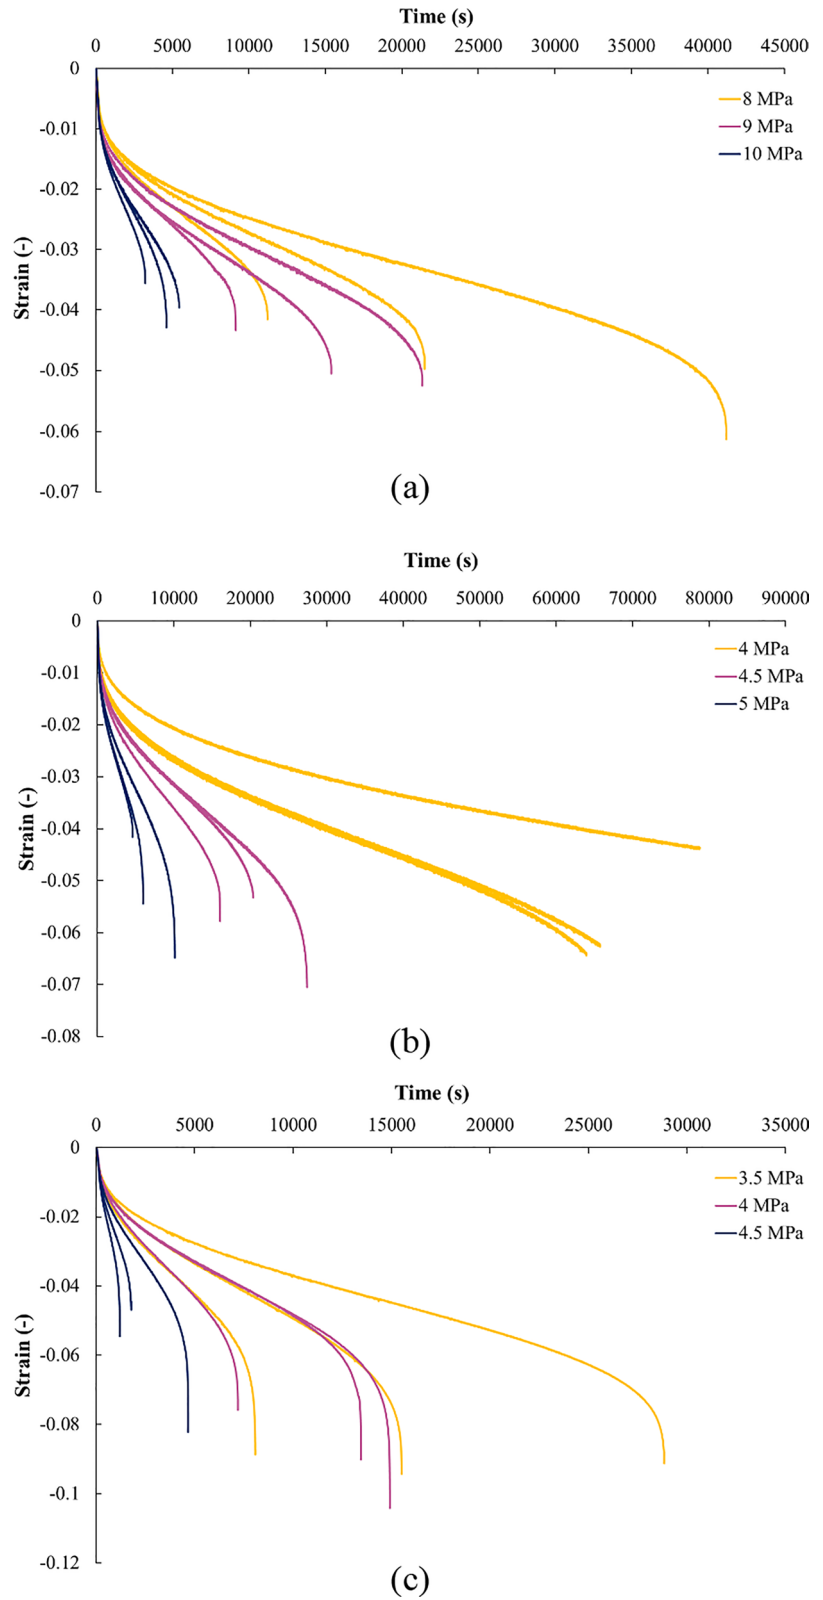 Time (s)
0 5000 10000 15000 20000 25000 30000 35000 40000 45000
0
8 MPa
-0.01
9 MPa
10 MPa
-0.02
-0.03
Strain (-)
-0.04
-0.05
-0.06
-0.07
(a)
Time (s)
0 10000 20000 30000 40000 50000 60000 70000 80000 90000
0
4 MPa
-0.01
4.5 MPa
5 MPa
-0.02
-0.03
Strain (-)
-0.04
-0.05
-0.06
-0.07
-0.08
(b)
Time (s)
0 5000 10000 15000 20000 25000 30000 35000
0
3.5 MPa
4 MPa
-0.02
4.5 MPa
-0.04
Strain (-)
-0.06
-0.08
-0.1
-0.12
(c)